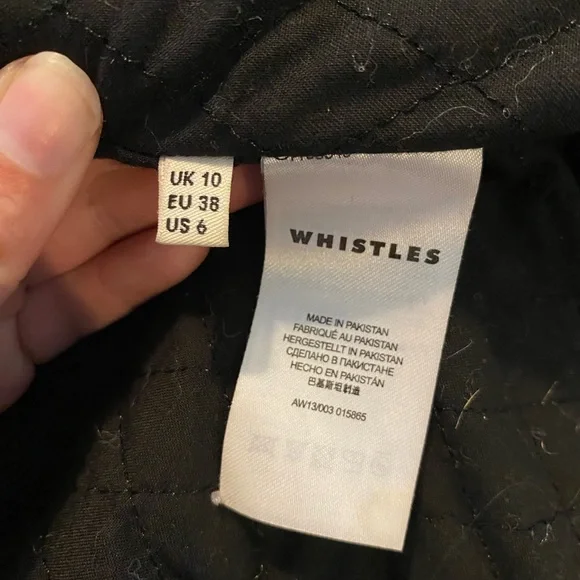 UK 10
EU 38
US 6
WHISTLES
MADE IN PAKISTAN
FABRIQUÉ AU PAKISTAN
HERGESTELLT IN PAKISTAN
СДЕЛАНО В ПАКИСТАНЕ
HECHO EN PAKISTÁN
巴基斯坦制造
AW13/003 015865